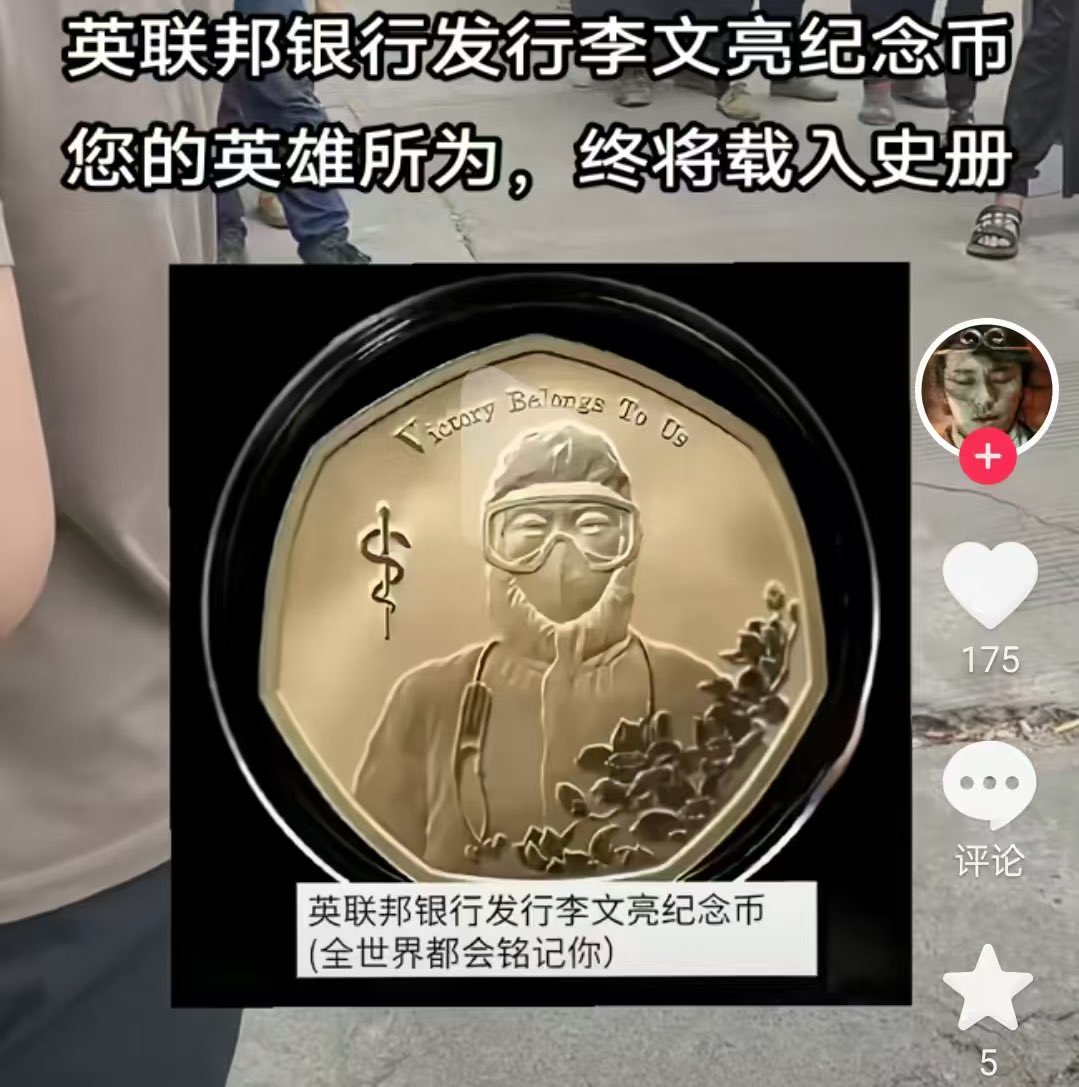 英联邦银行发行李文亮纪念币
您的英雄所为，终将载入史册
Victory Belongs To Us
175
评论
英联邦银行发行李文亮纪念币
(全世界都会铭记你）
5